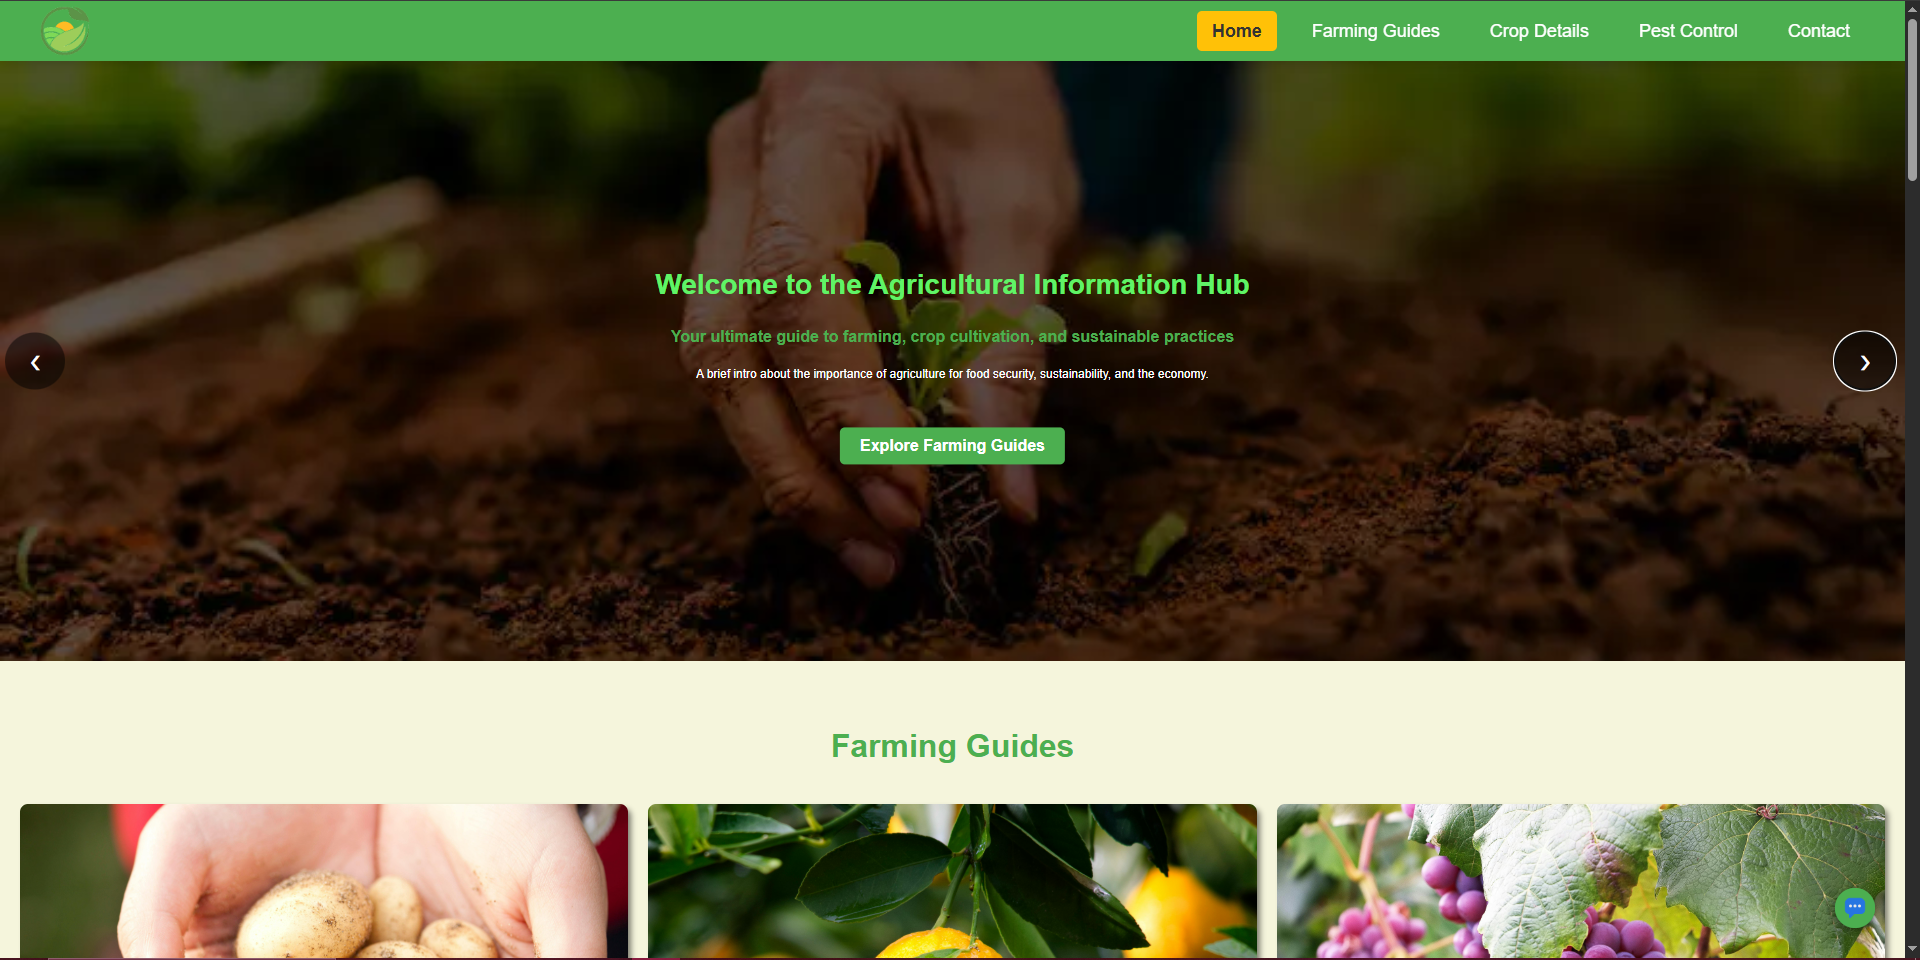 Home
Farming Guides
Crop Details
Pest Control
Contact
Welcome to the Agricultural Information Hub
Your ultimate guide to farming, crop cultivation, and sustainable practices
A brief intro about the importance of agriculture for food security, sustainability, and the economy.
❮
❯
Explore Farming Guides
Farming Guides